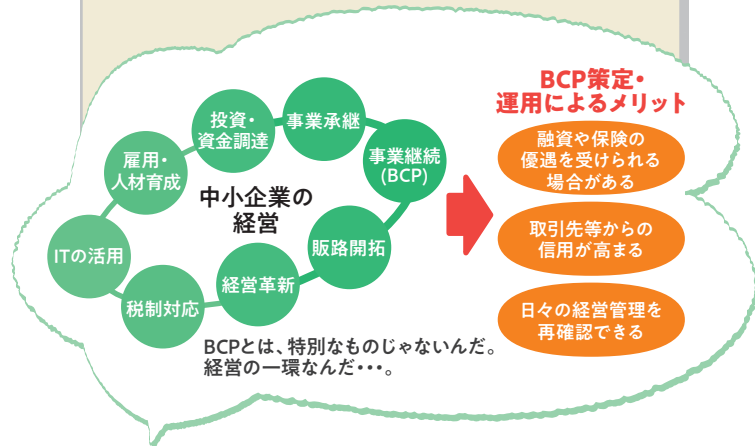 投資・
資金調達
事業承継
事業継続
(BCP)
雇用・
人材育成
中小企業の
経営
ITの活用
販路開拓
経営革新
税制対応
BCPとは、特別なものじゃないんだ。
経営の一環なんだ・・・。
BCP策定・
運用によるメリット
融資や保険の
優遇を受けられる
場合がある
取引先等からの
信用が高まる
日々の経営管理を
再確認できる